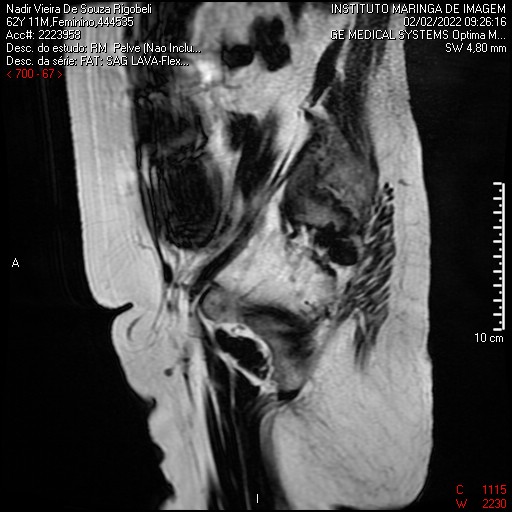 Nadir Vieira De Souza Rigobeli
62Y 11M,Feminino,444535
Acc#: 2223953
Desc. do estudo: RM  Pelve (Nao Inclu...
Desc. da série: FAT: SAG LAVA-Flex...
< 700 - 67 >
INSTITUTO MARINGA DE IMAGEM
02/02/2022 09:26:16
GE MEDICAL SYSTEMS Optima M...
SW 4,80 mm
A
10 cm
I
C 1115
W 2230